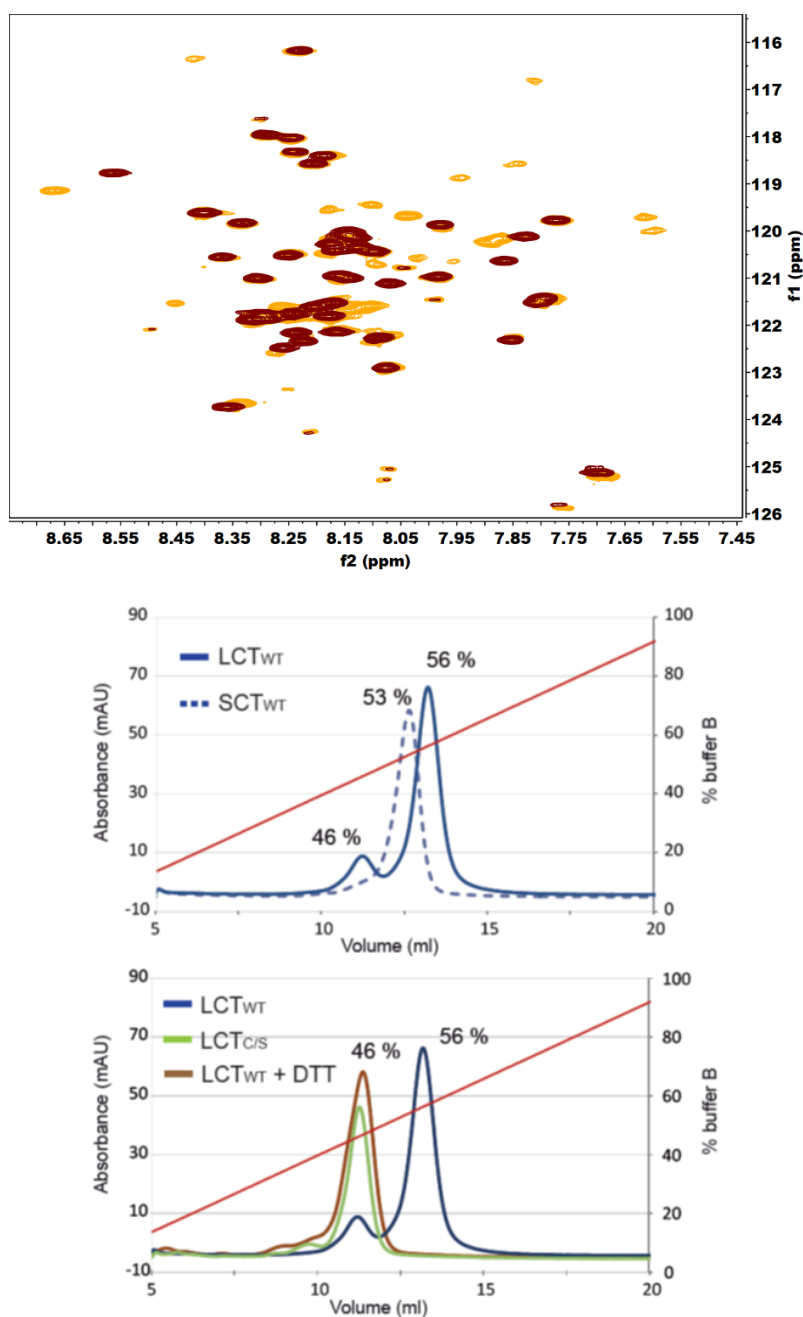 116
117
118
119
120
121
122
123
124
125
126
f1 (ppm)
8.65 8.55 8.45 8.35 8.25 8.15 8.05 7.95 7.85 7.75 7.65 7.55 7.45
f2 (ppm)
90 100
LCTWT 56 %
70 80
SCTWT 53 %
50 60
30 40
46 %
10 20
-10 0
5 10 15 20
Volume (ml)
Absorbance (mAU)
% buffer B
90 100
LCTWT
70 80
LCTC/S 46 % 56 %
LCTWT + DTT
50 60
30 40
10 20
-10 0
5 10 15 20
Volume (ml)
Absorbance (mAU)
% buffer B